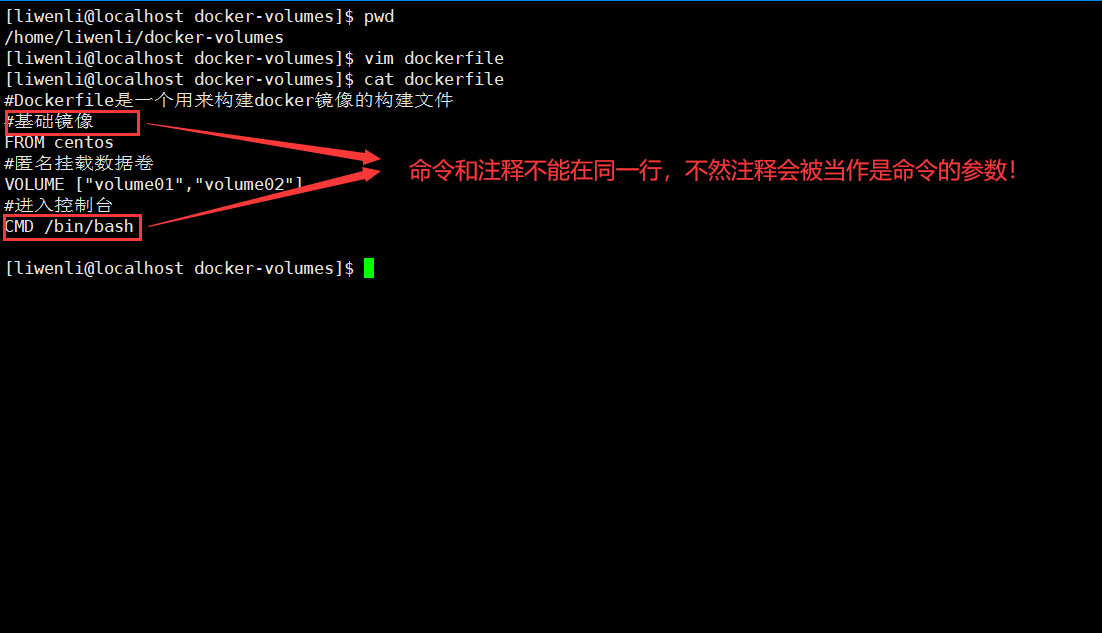 [liwenli@localhost docker-volumes]$ pwd
/home/liwenli/docker-volumes
[liwenli@localhost docker-volumes]$ vim dockerfile
[liwenli@localhost docker-volumes]$ cat dockerfile
#Dockerfile是一个用来构建docker镜像的构建文件
#基础镜像
FROM centos
#匿名挂载数据卷
命令和注释不能在同一行，不然注释会被当作是命令的参数！
VOLUME ["volume01","volume02"]
#进入控制台
CMD /bin/bash
[liwenli@localhost docker-volumes]$